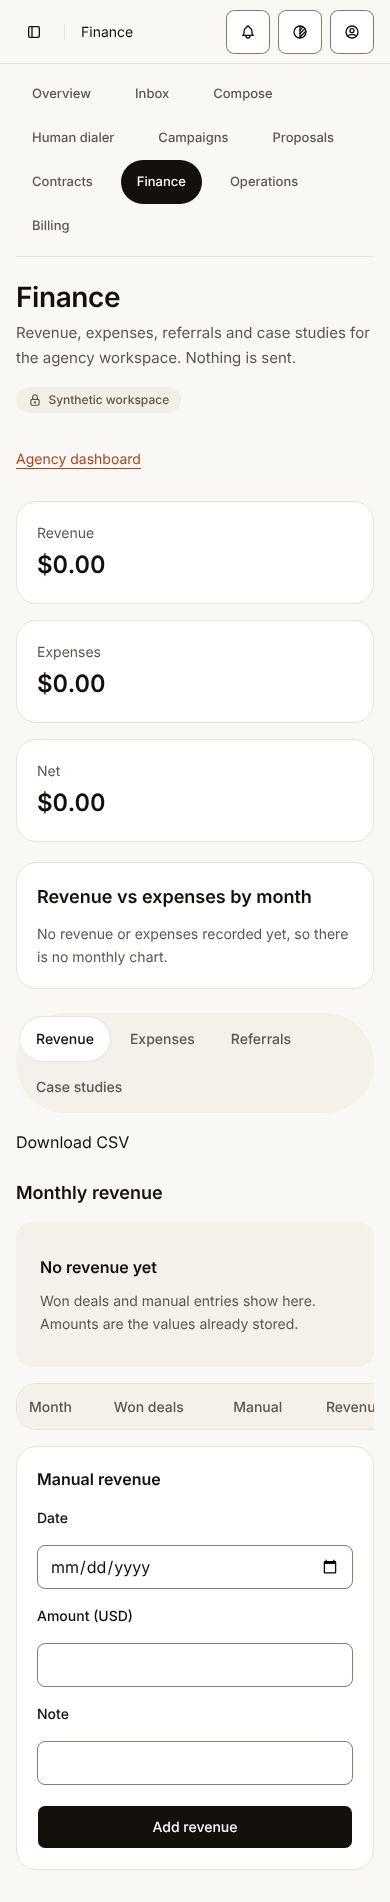 Finance
Overview Inbox Compose
Human dialer Campaigns Proposals
Contracts Finance Operations
Billing
Finance
Revenue, expenses, referrals and case studies for
the agency workspace. Nothing is sent.
Synthetic workspace
Agency dashboard
Revenue
$0.00
Expenses
$0.00
Net
$0.00
Revenue vs expenses by month
No revenue or expenses recorded yet, so there
is no monthly chart.
Revenue Expenses Referrals
Case studies
Download CSV
Monthly revenue
No revenue yet
Won deals and manual entries show here.
Amounts are the values already stored.
Month Won deals Manual Revenu
Manual revenue
Date
mm/dd/yyyy
Amount (USD)
Note
Add revenue